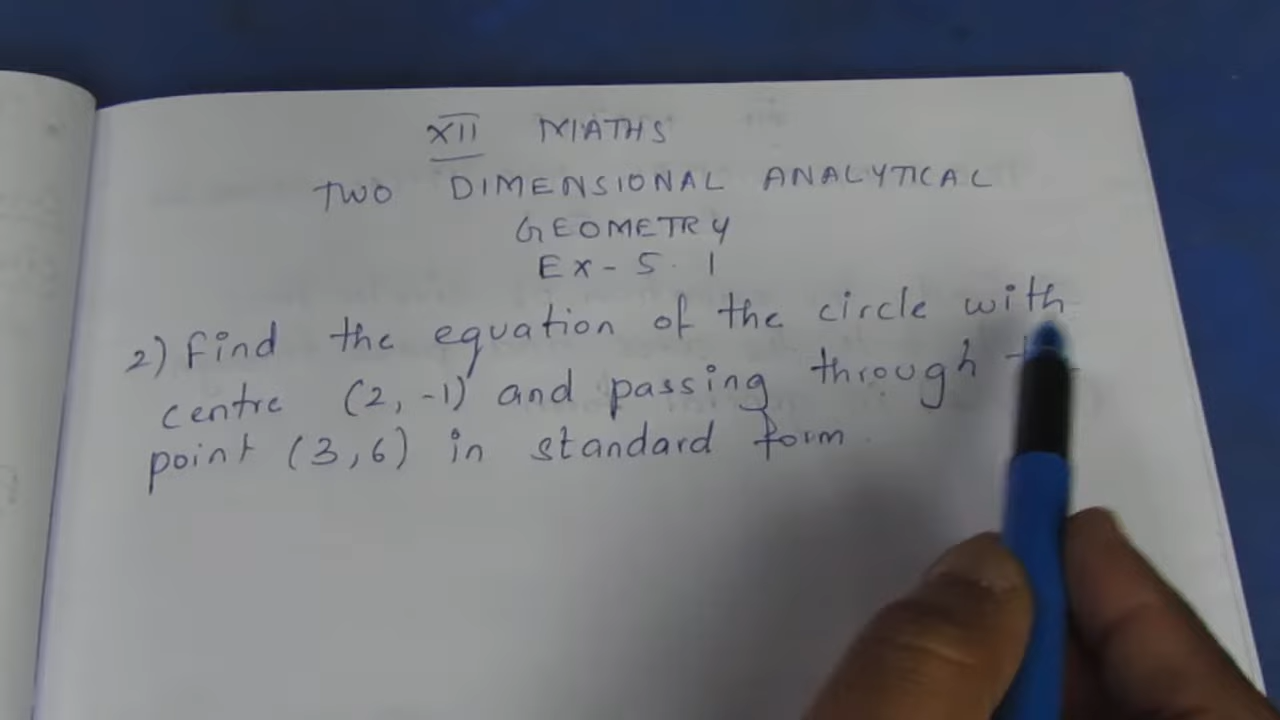 XII MATHS
TWO DIMENSIONAL ANALYTICAL
GEOMETRY
Ex - 5.1
2) Find the equation of the circle with
centre (2, -1) and passing through
point (3,6) in standard form